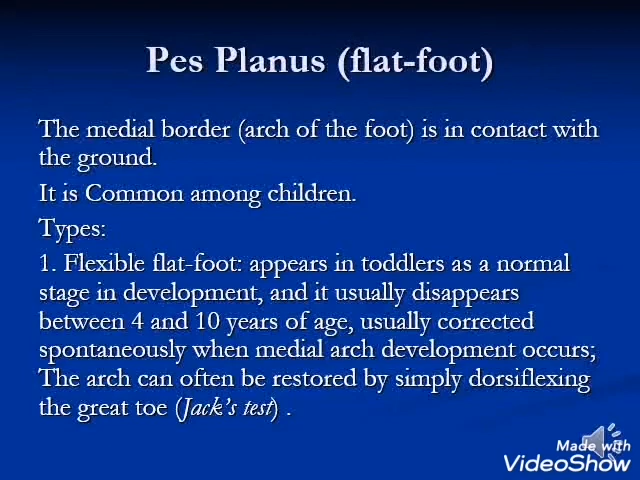 Pes Planus (flat-foot)
The medial border (arch of the foot) is in contact with
the ground.
It is Common among children.
Types:
1. Flexible flat-foot: appears in toddlers as a normal
stage in development, and it usually disappears
between 4 and 10 years of age, usually corrected
spontaneously when medial arch development occurs;
The arch can often be restored by simply dorsiflexing
the great toe (Jack's test) .
Made with
VideoShow